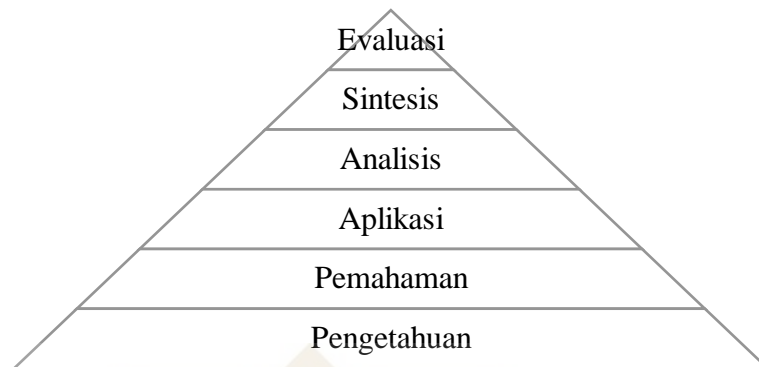 Evaluasi
Sintesis
Analisis
Aplikasi
Pemahaman
Pengetahuan